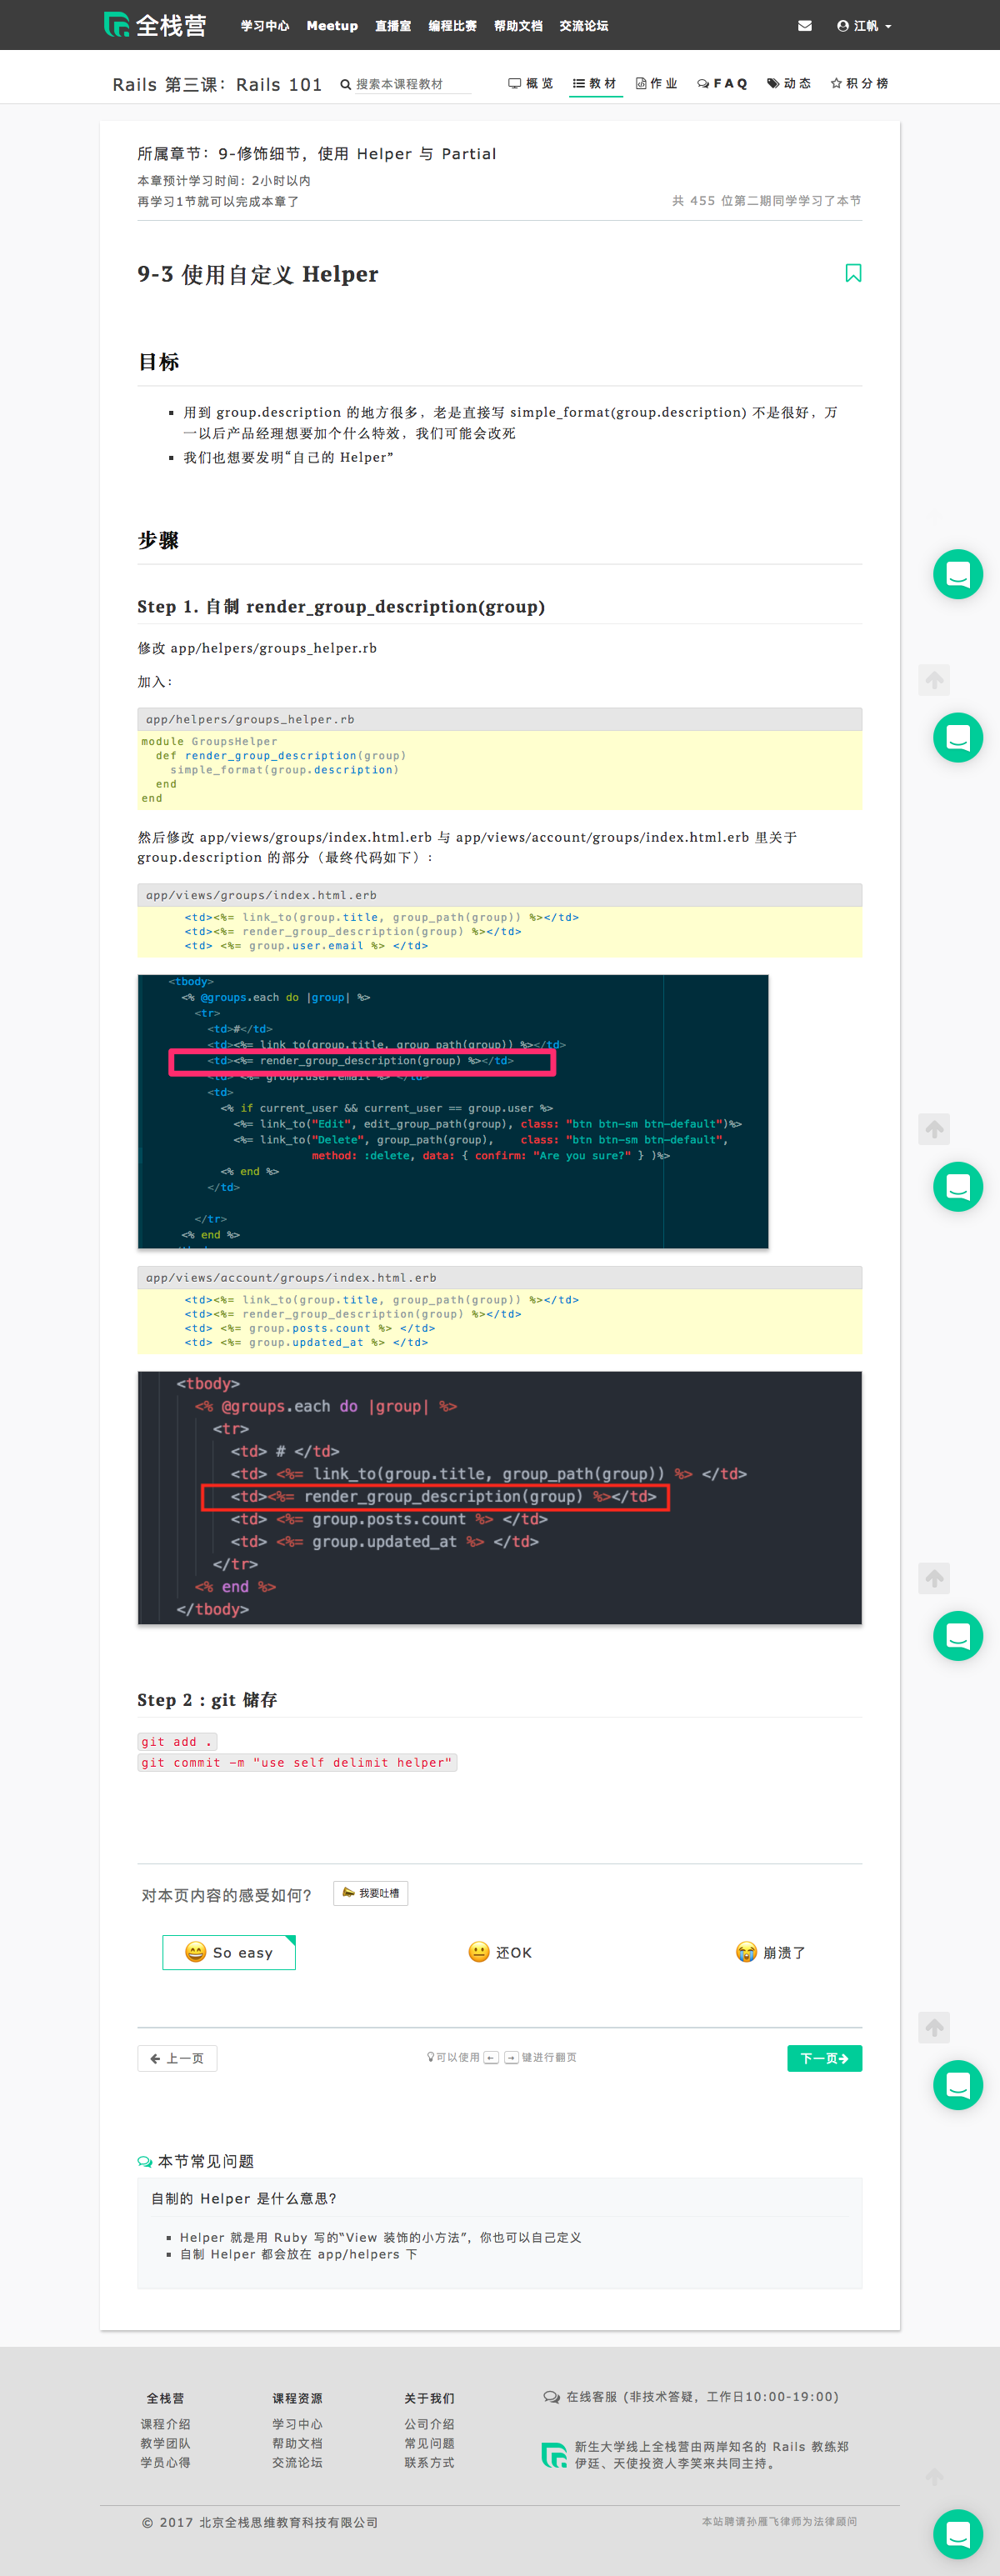 全栈营 学习中心 Meetup 直播室 编程比赛 帮助文档 交流论坛 江帆
Rails 第三课：Rails 101 搜索本课程教材 概览 教材 作业 FAQ 动态 积分榜
所属章节：9-修饰细节，使用 Helper 与 Partial
本章预计学习时间：2小时以内
再学习1节就可以完成本章了 共 455 位第二期同学学习了本节
9-3 使用自定义 Helper
目标
用到 group.description 的地方很多，老是直接写 simple_format(group.description) 不是很好，万
一以后产品经理想要加个什么特效，我们可能会改死
我们也想要发明“自己的 Helper”
步骤
Step 1. 自制 render_group_description(group)
修改 app/helpers/groups_helper.rb
加入：
app/helpers/groups_helper.rb
module GroupsHelper
def render_group_description(group)
simple_format(group.description)
end
end
然后修改 app/views/groups/index.html.erb 与 app/views/account/groups/index.html.erb 里关于
group.description 的部分（最终代码如下）：
app/views/groups/index.html.erb
<td><%= link_to(group.title, group_path(group)) %></td>
<td><%= render_group_description(group) %></td>
<td> <%= group.user.email %> </td>
<tbody>
<% @groups.each do |group| %>
<tr>
<td>#</td>
<td><%= link_to(group.title, group_path(group)) %></td>
<td><%= render_group_description(group) %></td>
<td> <%= group.user.email %> </td>
<td>
<% if current_user && current_user == group.user %>
<%= link_to("Edit", edit_group_path(group), class: "btn btn-sm btn-default")%>
<%= link_to("Delete", group_path(group), class: "btn btn-sm btn-default",
method: :delete, data: { confirm: "Are you sure?" } )%>
<% end %>
</td>
</tr>
<% end %>
app/views/account/groups/index.html.erb
<td><%= link_to(group.title, group_path(group)) %></td>
<td><%= render_group_description(group) %></td>
<td> <%= group.posts.count %> </td>
<td> <%= group.updated_at %> </td>
<tbody>
<% @groups.each do |group| %>
<tr>
<td> # </td>
<td> <%= link_to(group.title, group_path(group)) %> </td>
<td><%= render_group_description(group) %></td>
<td> <%= group.posts.count %> </td>
<td> <%= group.updated_at %> </td>
</tr>
<% end %>
</tbody>
Step 2 : git 储存
git add .
git commit -m "use self delimit helper"
对本页内容的感受如何? 我要吐槽
So easy 还OK 崩溃了
上一页 可以使用 ← → 键进行翻页 下一页
本节常见问题
自制的 Helper 是什么意思?
Helper 就是用 Ruby 写的“View 装饰的小方法”，你也可以自己定义
自制 Helper 都会放在 app/helpers 下
全栈营 课程资源 关于我们 在线客服 (非技术答疑，工作日10:00-19:00)
课程介绍 学习中心 公司介绍
教学团队 帮助文档 常见问题 新生大学线上全栈营由两岸知名的 Rails 教练郑
学员心得 交流论坛 联系方式 伊廷、天使投资人李笑来共同主持。
© 2017 北京全栈思维教育科技有限公司 本站聘请孙雁飞律师为法律顾问